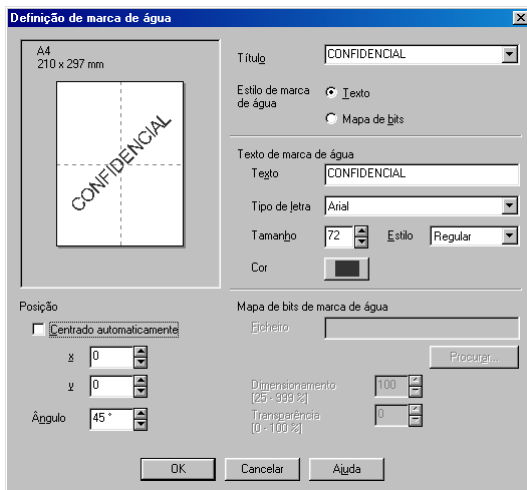 Definição de marca de água
A4
210 x 297 mm
CONFIDENCIAL
Título
CONFIDENCIAL
Estilo de marca de água
Texto
Mapa de bits
Texto de marca de água
Texto
CONFIDENCIAL
Tipo de letra
Arial
Tamanho
72
Estilo
Regular
Cor
Posição
Centrado automaticamente
x
0
y
0
Ângulo
45 °
Mapa de bits de marca de água
Ficheiro
Procurar...
Dimensionamento
(25 - 999 %)
100
Transparência
(0 - 100 %)
0
OK
Cancelar
Ajuda